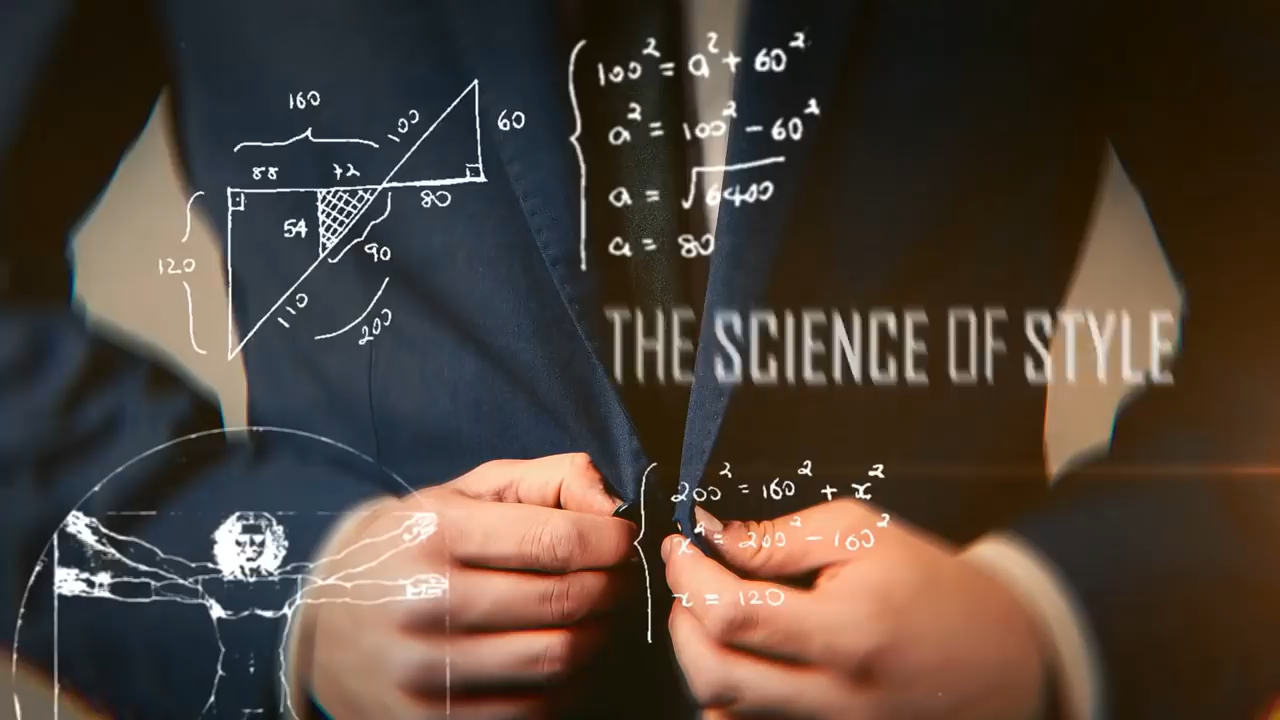 160
100
60
88
72
80
54
90
120
110
200
100² = a² + 60²
a² = 100² - 60²
a = √6400
a = 80
THE SCIENCE OF STYLE
200² = 160² + x²
x² = 200² - 160²
x = 120